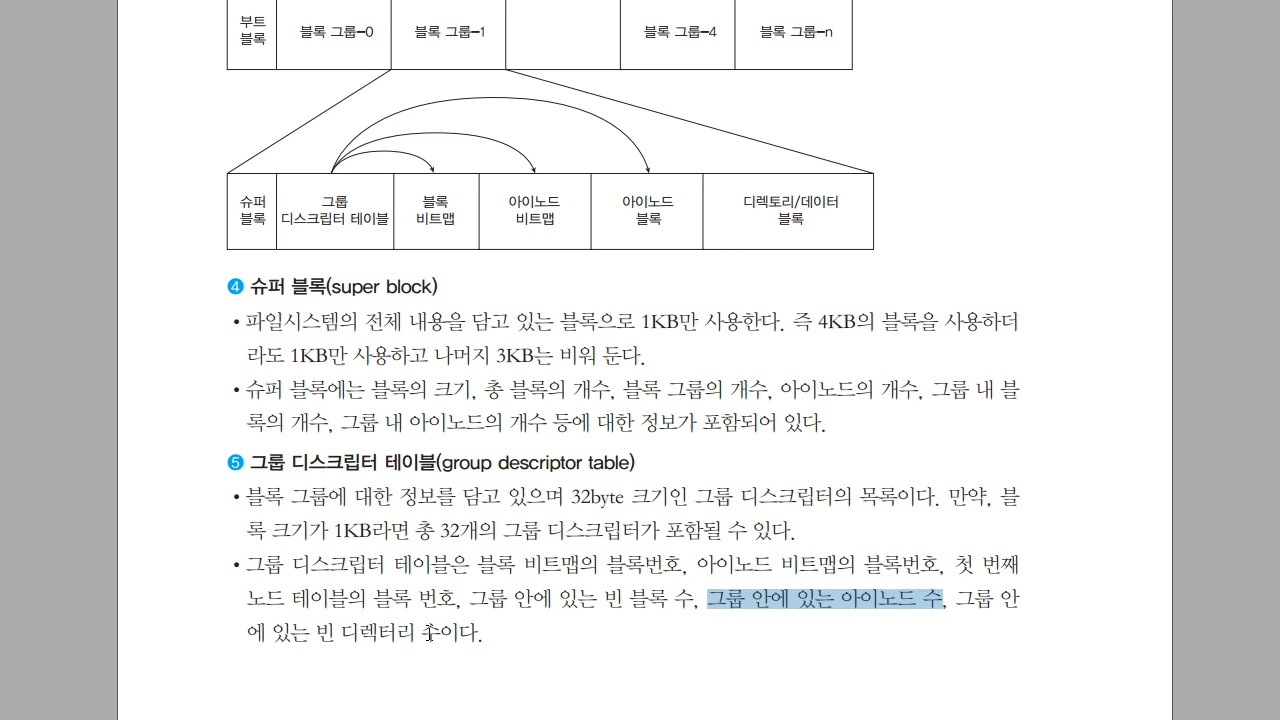 부트
블록
블록 그룹-0
블록 그룹-1
블록 그룹-4
블록 그룹-n
슈퍼
블록
그룹
디스크립터 테이블
블록
비트맵
아이노드
비트맵
아이노드
블록
디렉토리/데이터
블록
❹ 슈퍼 블록(super block)
• 파일시스템의 전체 내용을 담고 있는 블록으로 1KB만 사용한다. 즉 4KB의 블록을 사용하더
라도 1KB만 사용하고 나머지 3KB는 비워 둔다.
• 슈퍼 블록에는 블록의 크기, 총 블록의 개수, 블록 그룹의 개수, 아이노드의 개수, 그룹 내 블
록의 개수, 그룹 내 아이노드의 개수 등에 대한 정보가 포함되어 있다.
❺ 그룹 디스크립터 테이블(group descriptor table)
• 블록 그룹에 대한 정보를 담고 있으며 32byte 크기인 그룹 디스크립터의 목록이다. 만약, 블
록 크기가 1KB라면 총 32개의 그룹 디스크립터가 포함될 수 있다.
• 그룹 디스크립터 테이블은 블록 비트맵의 블록번호, 아이노드 비트맵의 블록번호, 첫 번째
노드 테이블의 블록 번호, 그룹 안에 있는 빈 블록 수, 그룹 안에 있는 아이노드 수, 그룹 안
에 있는 빈 디렉터리 수이다.